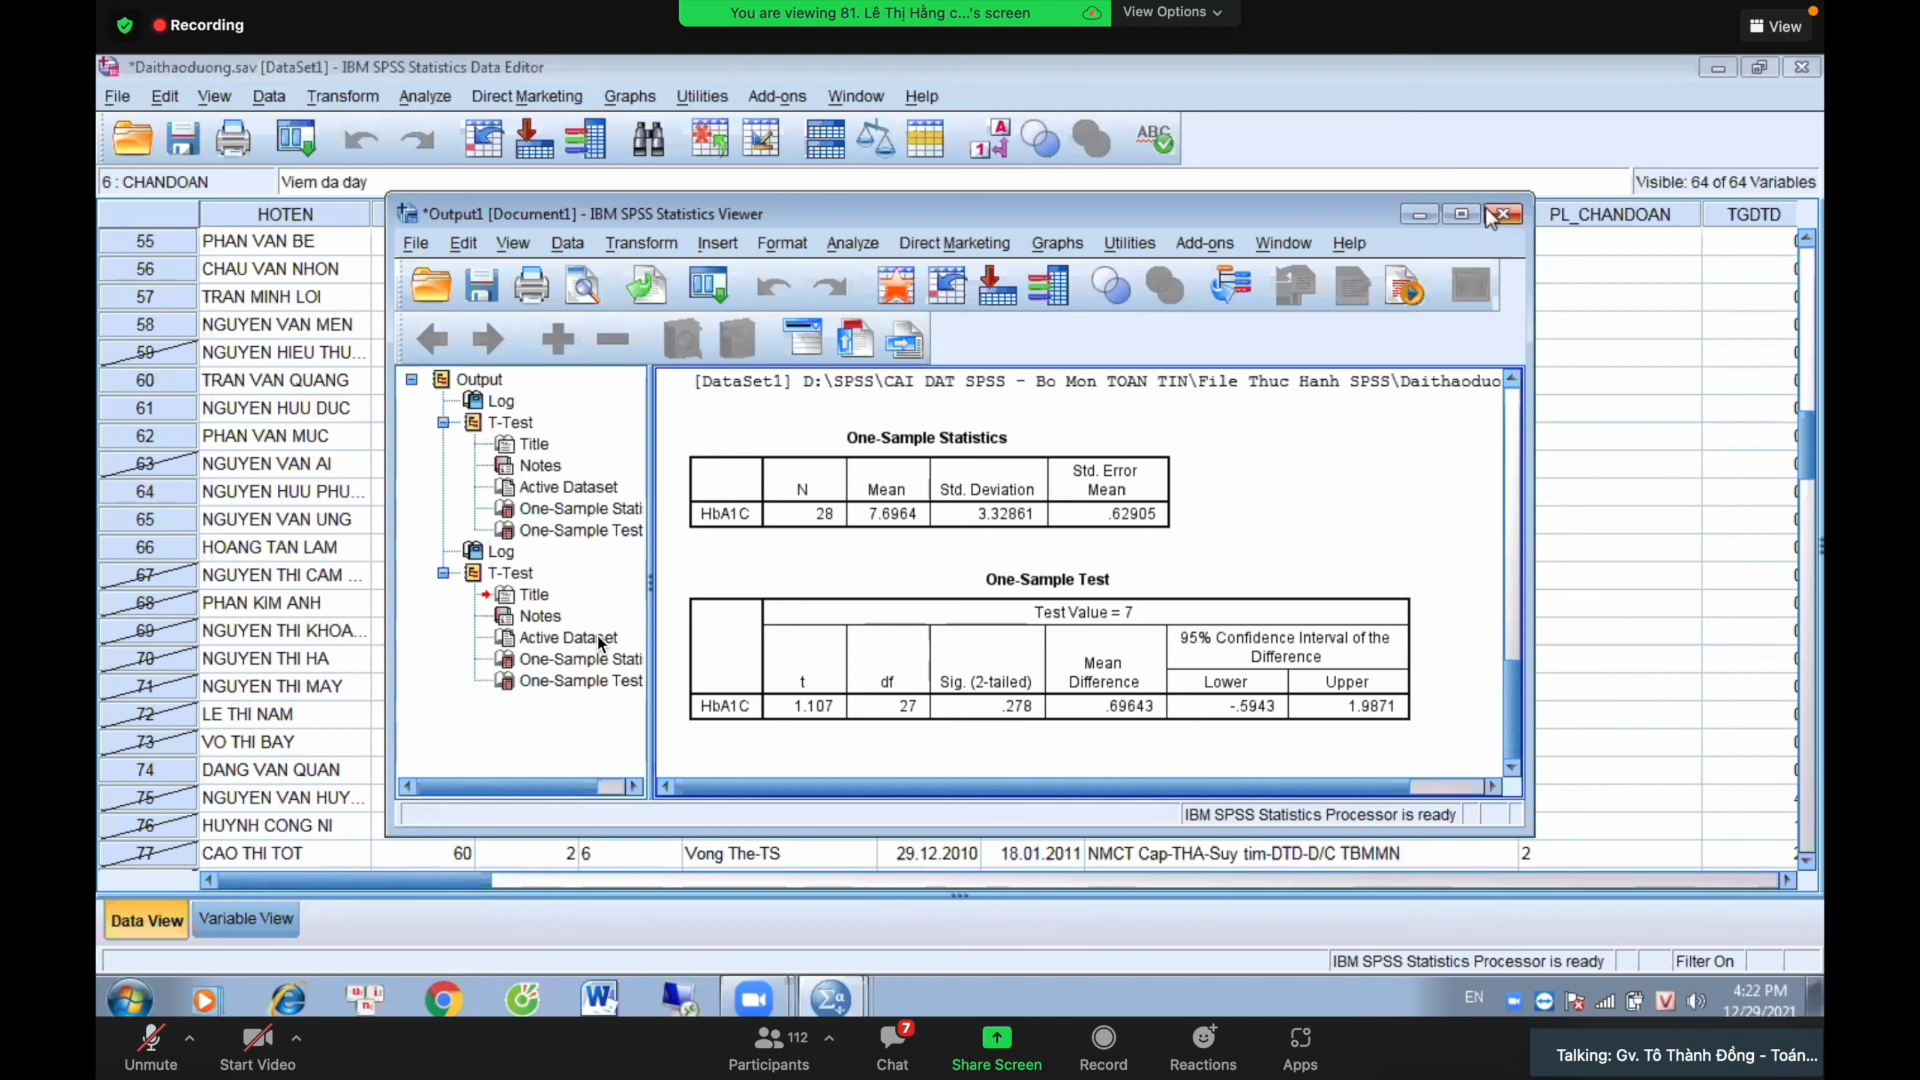 Recording
You are viewing 81. Lê Thị Hằng c...'s screen
View Options
View
*Daithaoduong.sav [DataSet1] - IBM SPSS Statistics Data Editor
File Edit View Data Transform Analyze Direct Marketing Graphs Utilities Add-ons Window Help
6 : CHANDOAN
Viem da day
Visible: 64 of 64 Variables
HOTEN
PL_CHANDOAN
TGDTD
55 PHAN VAN BE
56 CHAU VAN NHON
57 TRAN MINH LOI
58 NGUYEN VAN MEN
59 NGUYEN HIEU THU...
60 TRAN VAN QUANG
61 NGUYEN HUU DUC
62 PHAN VAN MUC
63 NGUYEN VAN AI
64 NGUYEN HUU PHU...
65 NGUYEN VAN UNG
66 HOANG TAN LAM
67 NGUYEN THI CAM ...
68 PHAN KIM ANH
69 NGUYEN THI KHOA...
70 NGUYEN THI HA
71 NGUYEN THI MAY
72 LE THI NAM
73 VO THI BAY
74 DANG VAN QUAN
75 NGUYEN VAN HUY...
76 HUYNH CONG NI
77 CAO THI TOT 60 2 6 Vong The-TS 29.12.2010 18.01.2011 NMCT Cap-THA-Suy tim-DTD-D/C TBMMN 2
*Output1 [Document1] - IBM SPSS Statistics Viewer
File Edit View Data Transform Insert Format Analyze Direct Marketing Graphs Utilities Add-ons Window Help
Output
Log
T-Test
Title
Notes
Active Dataset
One-Sample Stati
One-Sample Test
Log
T-Test
Title
Notes
Active Dataset
One-Sample Stati
One-Sample Test
[DataSet1] D:\SPSS\CAI DAT SPSS - Bo Mon TOAN TIN\File Thuc Hanh SPSS\Daithaoduo
One-Sample Statistics
N Mean Std. Deviation Std. Error Mean
HbA1C 28 7.6964 3.32861 .62905
One-Sample Test
Test Value = 7
95% Confidence Interval of the Difference
t df Sig. (2-tailed) Mean Difference Lower Upper
HbA1C 1.107 27 .278 .69643 -.5943 1.9871
IBM SPSS Statistics Processor is ready
Data View
Variable View
IBM SPSS Statistics Processor is ready
Filter On
EN
4:22 PM
12/29/2021
Unmute
Start Video
112
Participants
7
Chat
Share Screen
Record
Reactions
Apps
Talking: Gv. Tô Thành Đồng - Toán...